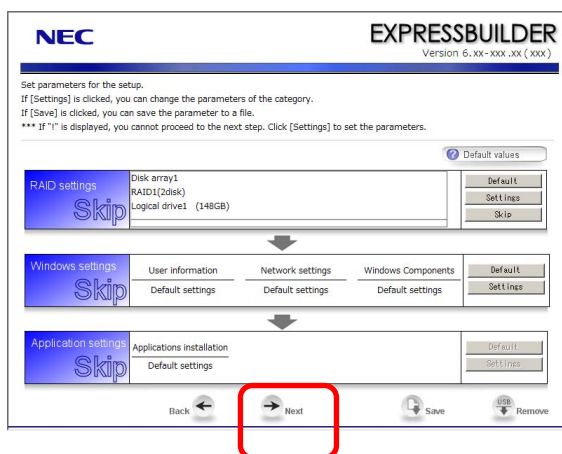 NEC
EXPRESSBUILDER
Version 6.xx-xxx.xx (xxx)
Set parameters for the setup.
If [Settings] is clicked, you can change the parameters of the category.
If [Save] is clicked, you can save the parameter to a file.
*** If "!" is displayed, you cannot proceed to the next step. Click [Settings] to set the parameters.
? Default values
RAID settings
Skip
Disk array1
RAID1(2disk)
Logical drive1 (148GB)
Default
Settings
Skip
Windows settings
Skip
User information Network settings Windows Components
Default settings Default settings Default settings
Default
Settings
Application settings
Skip
Applications installation
Default settings
Default
Settings
Back Next Save USB Remove